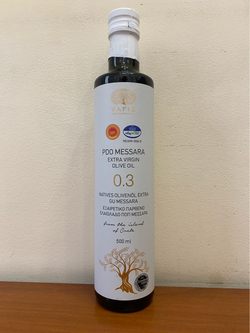 PDO MESSARA
EXTRA VIRGIN
OLIVE OIL
0.3
NATIVES OLIVENÖL EXTRA
GU MESSARA
ΕΞΑΙΡΕΤΙΚΟ ΠΑΡΘΕΝΟ
ΕΛΑΙΟΛΑΔΟ ΠΟΠ ΜΕΣΣΑΡΑ
from the island
of Crete
500 ml